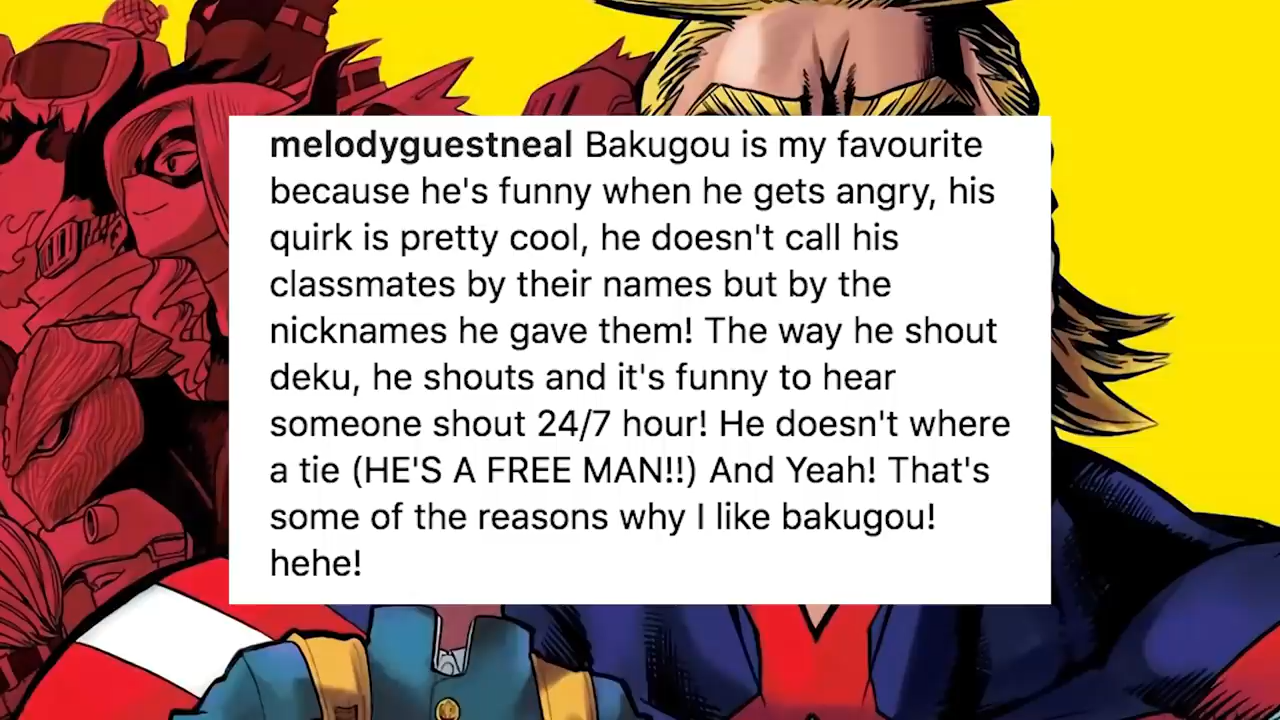 melodyguestneal Bakugou is my favourite
because he's funny when he gets angry, his
quirk is pretty cool, he doesn't call his
classmates by their names but by the
nicknames he gave them! The way he shout
deku, he shouts and it's funny to hear
someone shout 24/7 hour! He doesn't where
a tie (HE'S A FREE MAN!!) And Yeah! That's
some of the reasons why I like bakugou!
hehe!